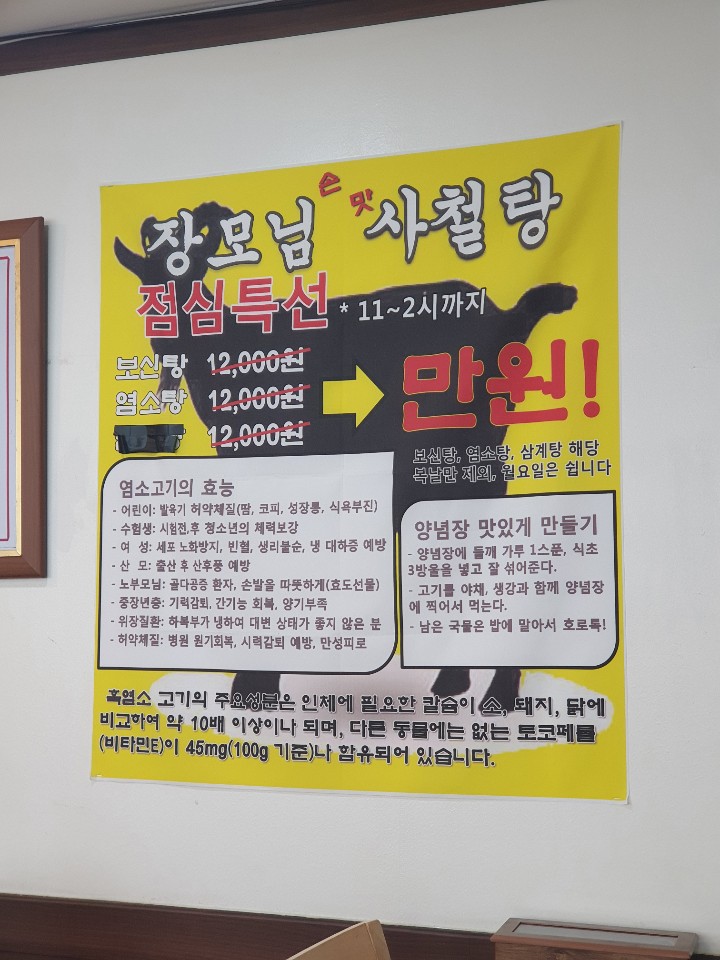 장모님 손맛 사철탕
점심특선 * 11~2시까지
보신탕 12,000원
염소탕 12,000원
12,000원
만원!
보신탕, 염소탕, 삼계탕 해당
복날만 제외, 월요일은 쉽니다
염소고기의 효능
- 어린이: 발육기 허약체질(땀, 코피, 성장통, 식욕부진)
- 수험생: 시험전,후 청소년의 체력보강
- 여 성: 세포 노화방지, 빈혈, 생리불순, 냉 대하증 예방
- 산 모: 출산 후 산후풍 예방
- 노부모님: 골다공증 환자, 손발을 따뜻하게(효도선물)
- 중장년층: 기력감퇴, 간기능 회복, 양기부족
- 위장질환: 하복부가 냉하여 대변 상태가 좋지 않은 분
- 허약체질: 병원 원기회복, 시력감퇴 예방, 만성피로
양념장 맛있게 만들기
- 양념장에 들깨 가루 1스푼, 식초
3방울을 넣고 잘 섞어준다.
- 고기를 야채, 생강과 함께 양념장
에 찍어서 먹는다.
- 남은 국물은 밥에 말아서 호로록!
흑염소 고기의 주요성분은 인체에 필요한 칼슘이 소, 돼지, 닭에
비교하여 약 10배 이상이나 되며, 다른 동물에는 없는 토코페롤
(비타민E)이 45mg(100g 기준)나 함유되어 있습니다.